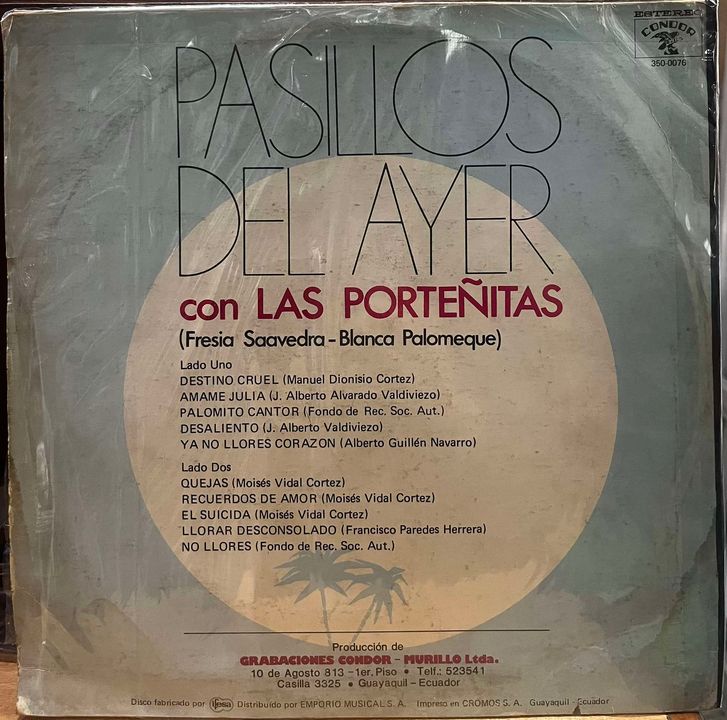 ESTEREO
CONDOR
350-0076
PASILLOS
DEL AYER
con LAS PORTEÑITAS
(Fresia Saavedra - Blanca Palomeque)
Lado Uno
DESTINO CRUEL (Manuel Dionisio Cortez)
AMAME JULIA (J. Alberto Alvarado Valdiviezo)
PALOMITO CANTOR (Fondo de Rec. Soc. Aut.)
DESALIENTO (J. Alberto Valdiviezo)
YA NO LLORES CORAZON (Alberto Guillén Navarro)
Lado Dos
QUEJAS (Moisés Vidal Cortez)
RECUERDOS DE AMOR (Moisés Vidal Cortez)
EL SUICIDA (Moisés Vidal Cortez)
LLORAR DESCONSOLADO (Francisco Paredes Herrera)
NO LLORES (Fondo de Rec. Soc. Aut.)
Producción de
GRABACIONES CONDOR - MURILLO Ltda.
10 de Agosto 813 - 1er. Piso • Telf.: 523541
Casilla 3325 • Guayaquil - Ecuador
Disco fabricado por ifesa Distribuído por EMPORIO MUSICAL S. A. Impreso en CROMOS S. A. Guayaquil - Ecuador